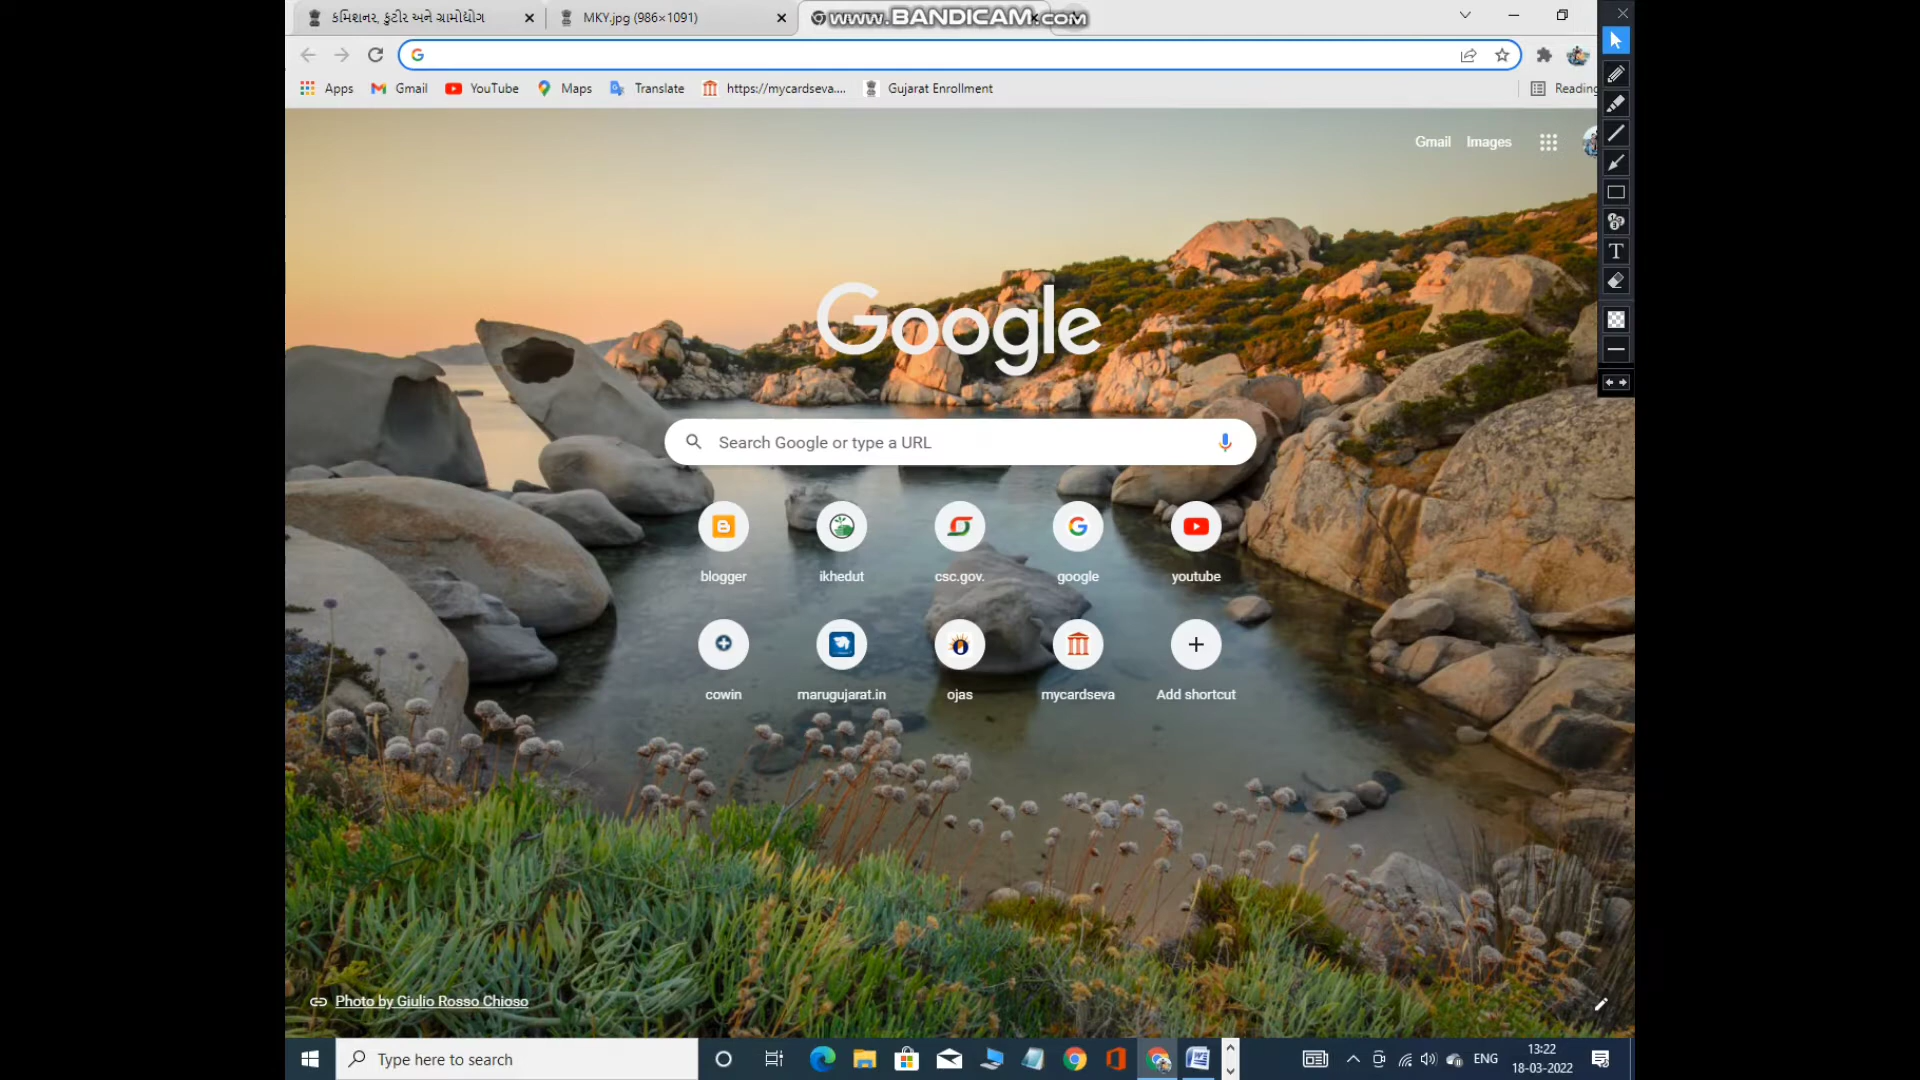 કમિશનર, કુટીર અને ગ્રામોદ્યોગ
MKY.jpg (986×1091)
WWW.BANDICAM.COM
Apps
Gmail
YouTube
Maps
Translate
https://mycardseva....
Gujarat Enrollment
Reading
Gmail
Images
Google
Search Google or type a URL
blogger
ikhedut
csc.gov.
google
youtube
cowin
marugujarat.in
ojas
mycardseva
Add shortcut
Photo by Giulio Rosso Chioso
Type here to search
ENG
13:22
18-03-2022